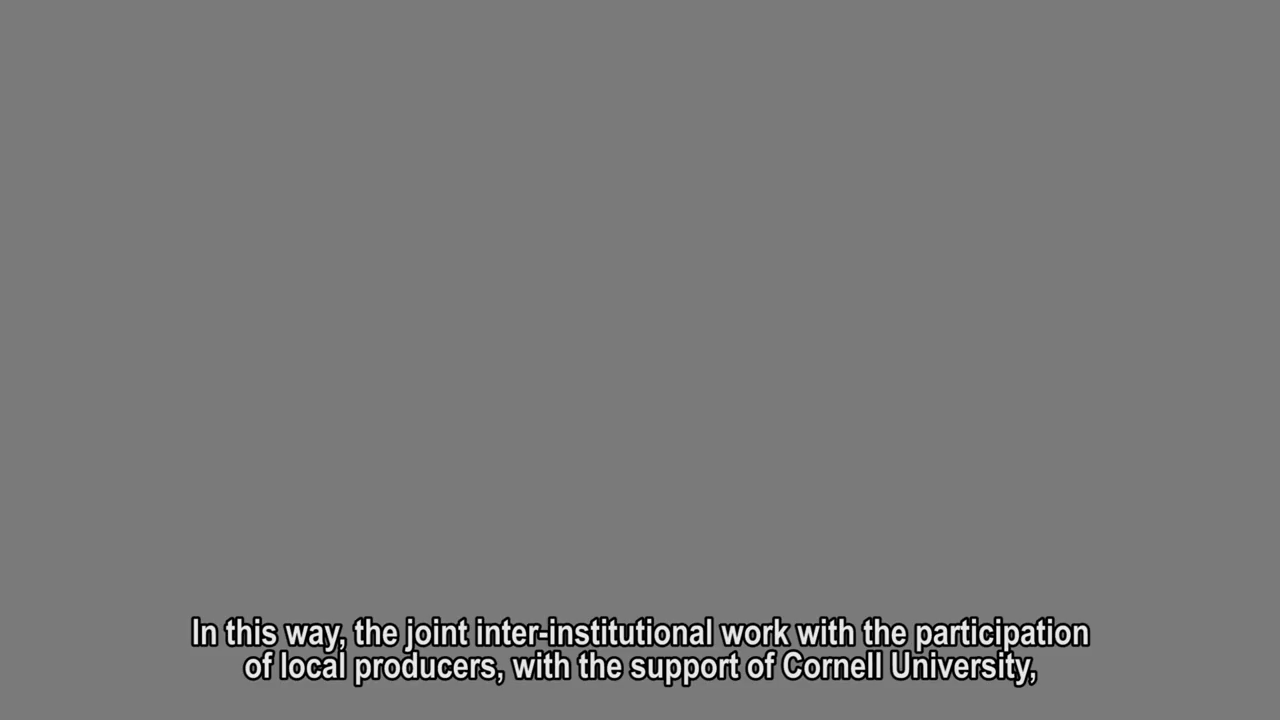 In this way, the joint inter-institutional work with the participation
of local producers, with the support of Cornell University,